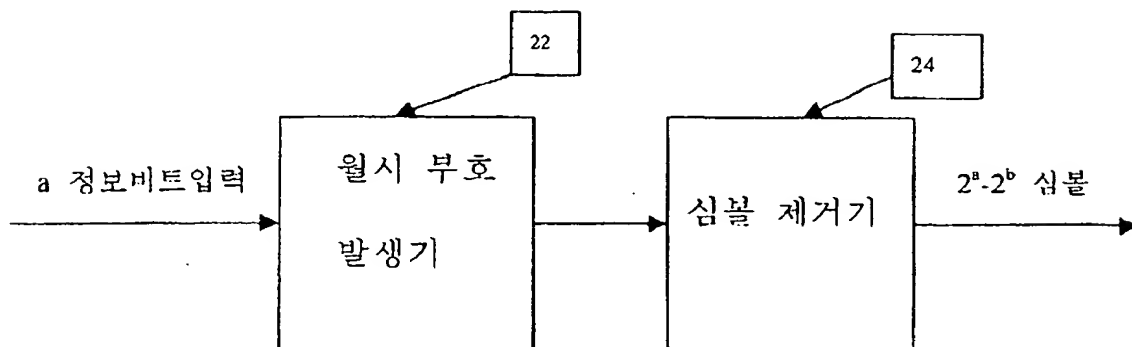 22
24
a 정보비트입력
월시 부호
발생기
심볼 제거기
2ᵃ-2ᵇ 심볼